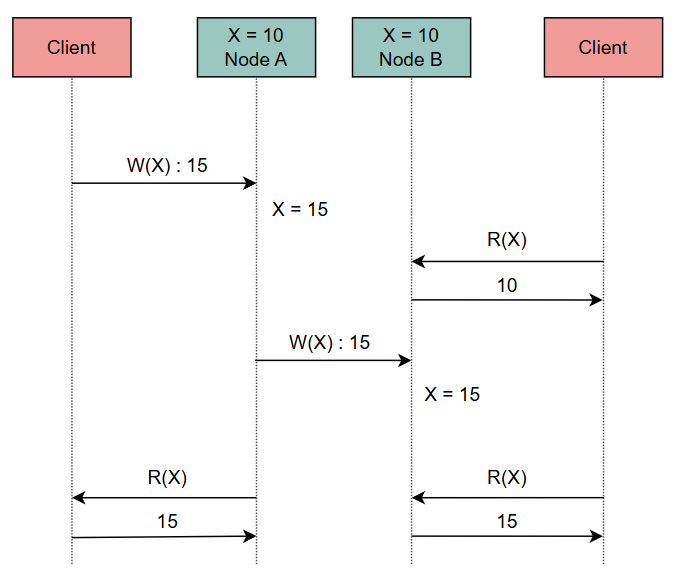 Client
X = 10
Node A
X = 10
Node B
Client
W(X) : 15
X = 15
R(X)
10
W(X) : 15
X = 15
R(X)
R(X)
15
15